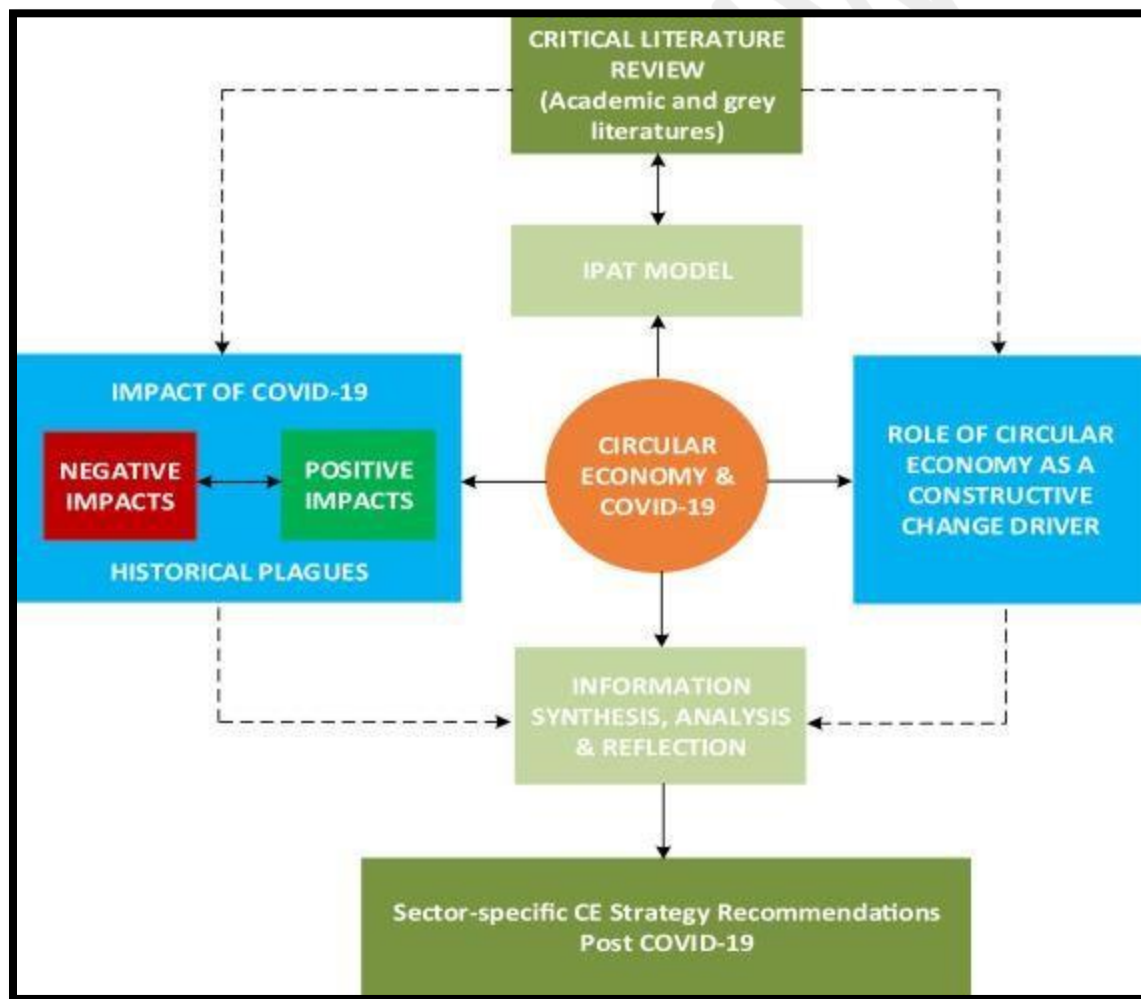 CRITICAL LITERATURE
REVIEW
(Academic and grey
literatures)
IPAT MODEL
IMPACT OF COVID-19
NEGATIVE
IMPACTS
POSITIVE
IMPACTS
HISTORICAL PLAGUES
CIRCULAR
ECONOMY &
COVID-19
ROLE OF CIRCULAR
ECONOMY AS A
CONSTRUCTIVE
CHANGE DRIVER
INFORMATION
SYNTHESIS, ANALYSIS
& REFLECTION
Sector-specific CE Strategy Recommendations
Post COVID-19